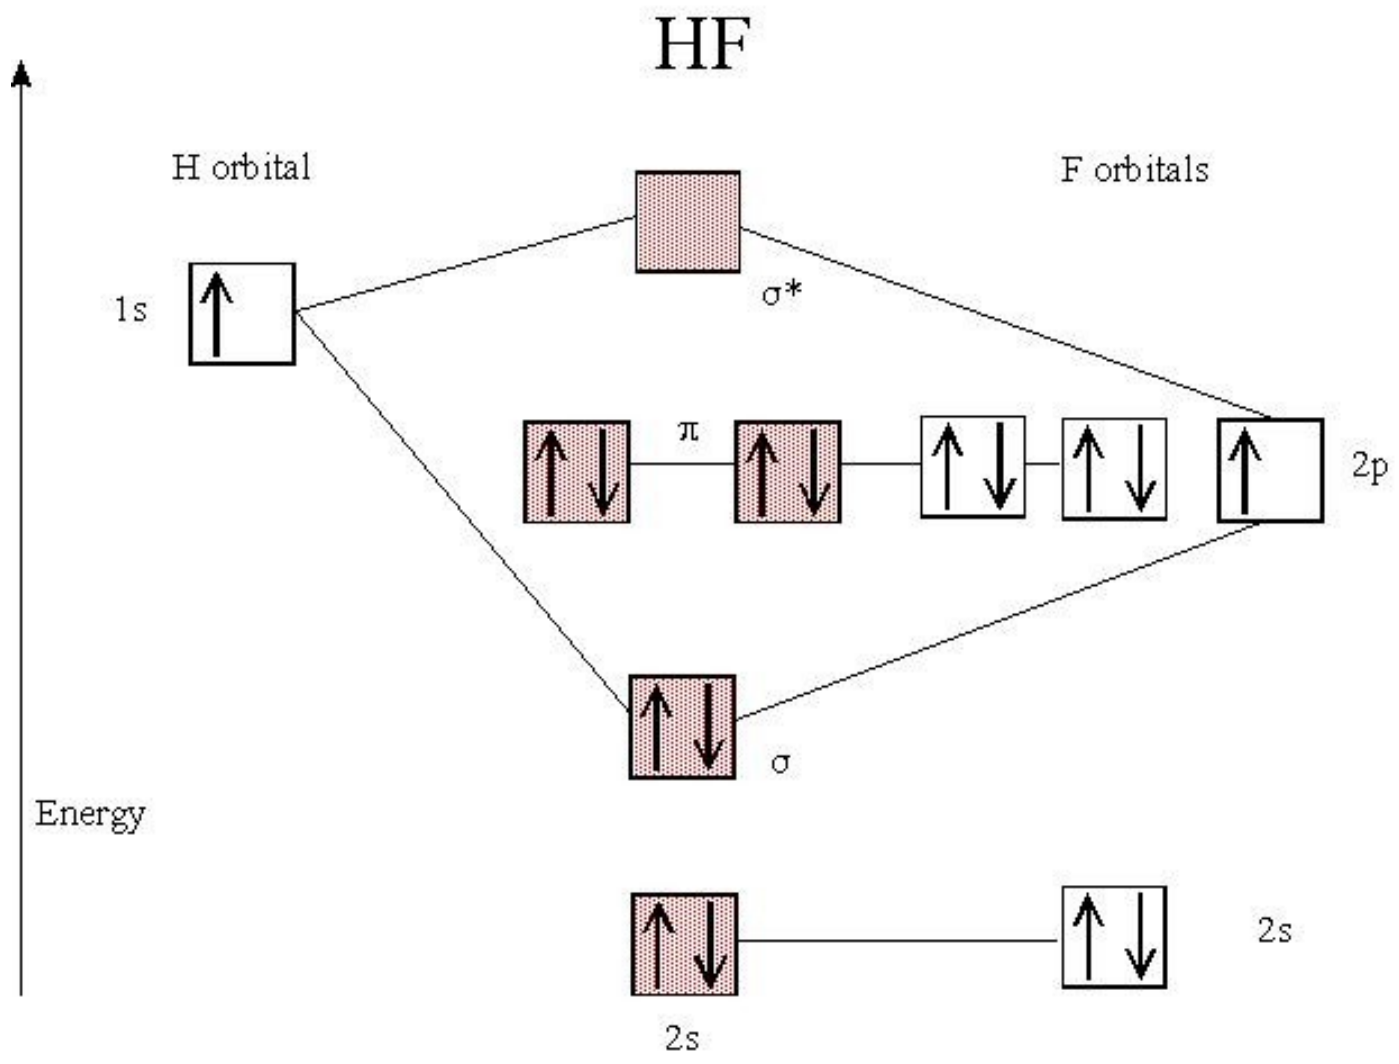 HF
H orbital
F orbitals
σ*
1s
π
2p
σ
Energy
2s
2s